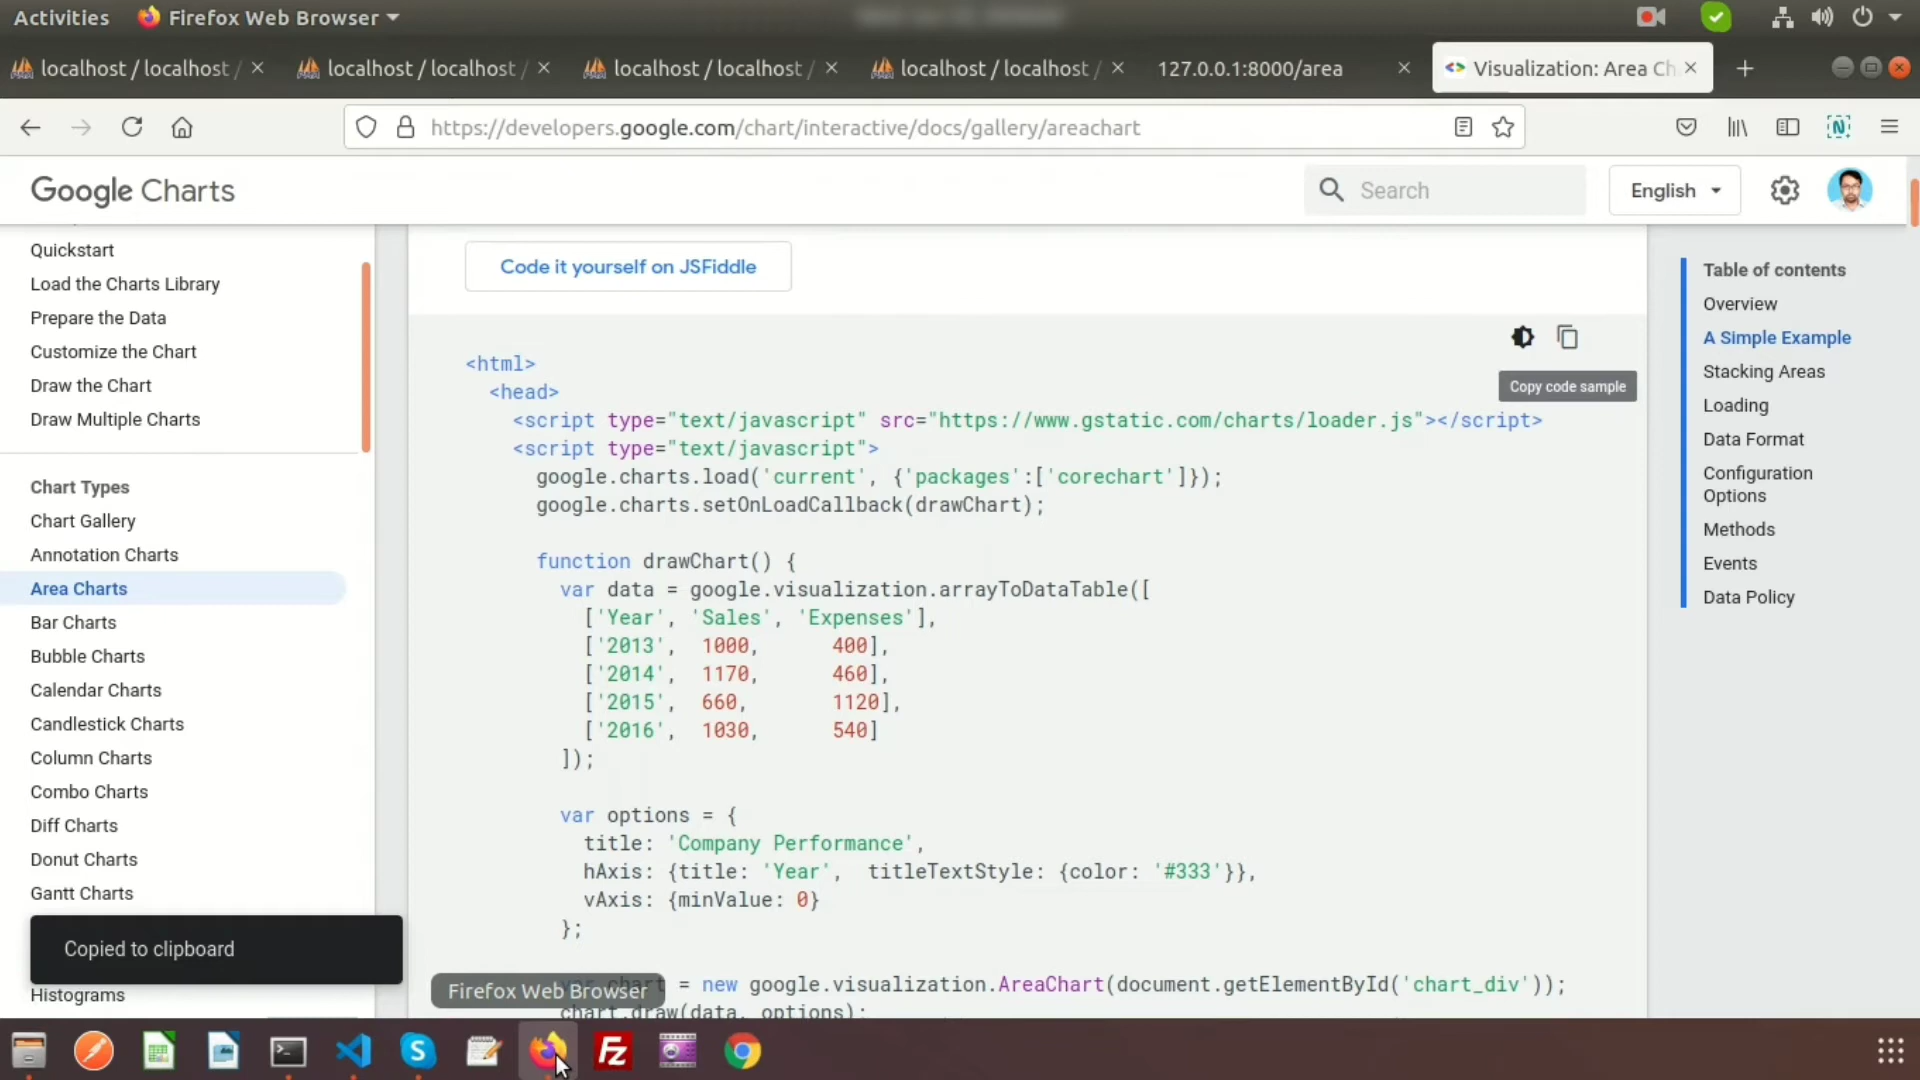 Activities Firefox Web Browser
localhost / localhost / localhost / localhost / localhost / localhost / localhost / localhost / 127.0.0.1:8000/area Visualization: Area Ch
https://developers.google.com/chart/interactive/docs/gallery/areachart
Google Charts
Search
English
Quickstart
Load the Charts Library
Prepare the Data
Customize the Chart
Draw the Chart
Draw Multiple Charts
Chart Types
Chart Gallery
Annotation Charts
Area Charts
Bar Charts
Bubble Charts
Calendar Charts
Candlestick Charts
Column Charts
Combo Charts
Diff Charts
Donut Charts
Gantt Charts
Copied to clipboard
Histograms
Code it yourself on JSFiddle
Copy code sample
<html>
<head>
<script type="text/javascript" src="https://www.gstatic.com/charts/loader.js"></script>
<script type="text/javascript">
google.charts.load('current', {'packages':['corechart']});
google.charts.setOnLoadCallback(drawChart);
function drawChart() {
var data = google.visualization.arrayToDataTable([
['Year', 'Sales', 'Expenses'],
['2013', 1000, 400],
['2014', 1170, 460],
['2015', 660, 1120],
['2016', 1030, 540]
]);
var options = {
title: 'Company Performance',
hAxis: {title: 'Year', titleTextStyle: {color: '#333'}},
vAxis: {minValue: 0}
};
var chart = new google.visualization.AreaChart(document.getElementById('chart_div'));
chart.draw(data, options);
Firefox Web Browser
Table of contents
Overview
A Simple Example
Stacking Areas
Loading
Data Format
Configuration
Options
Methods
Events
Data Policy